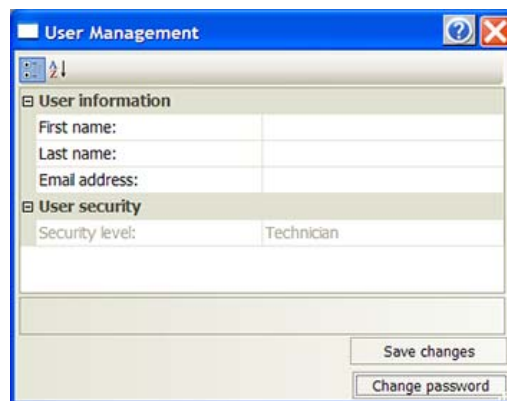 User Management
User information
First name:
Last name:
Email address:
User security
Security level: Technician
Save changes
Change password